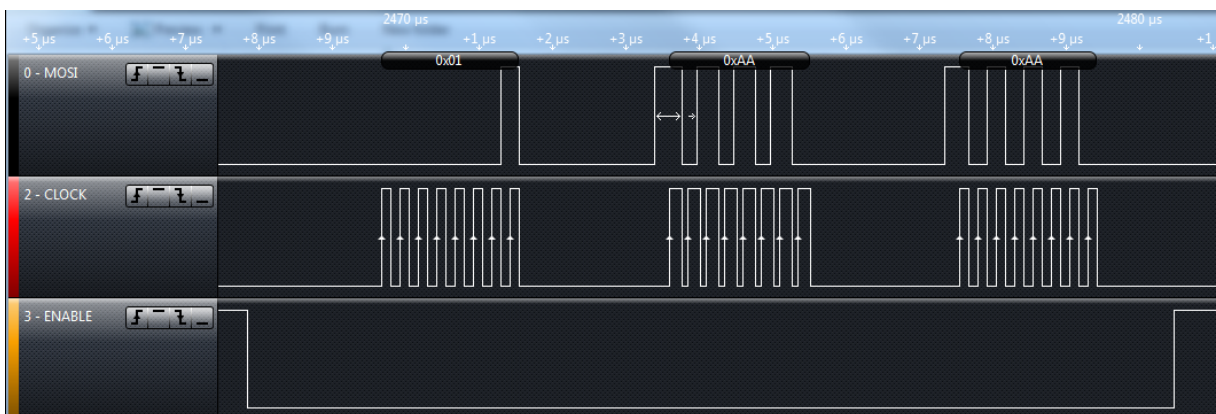 2470 µs 2480 µs
+5 µs +6 µs +7 µs +8 µs +9 µs +1 µs +2 µs +3 µs +4 µs +5 µs +6 µs +7 µs +8 µs +9 µs +1
0 - MOSI
0x01 0xAA 0xAA
2 - CLOCK
3 - ENABLE